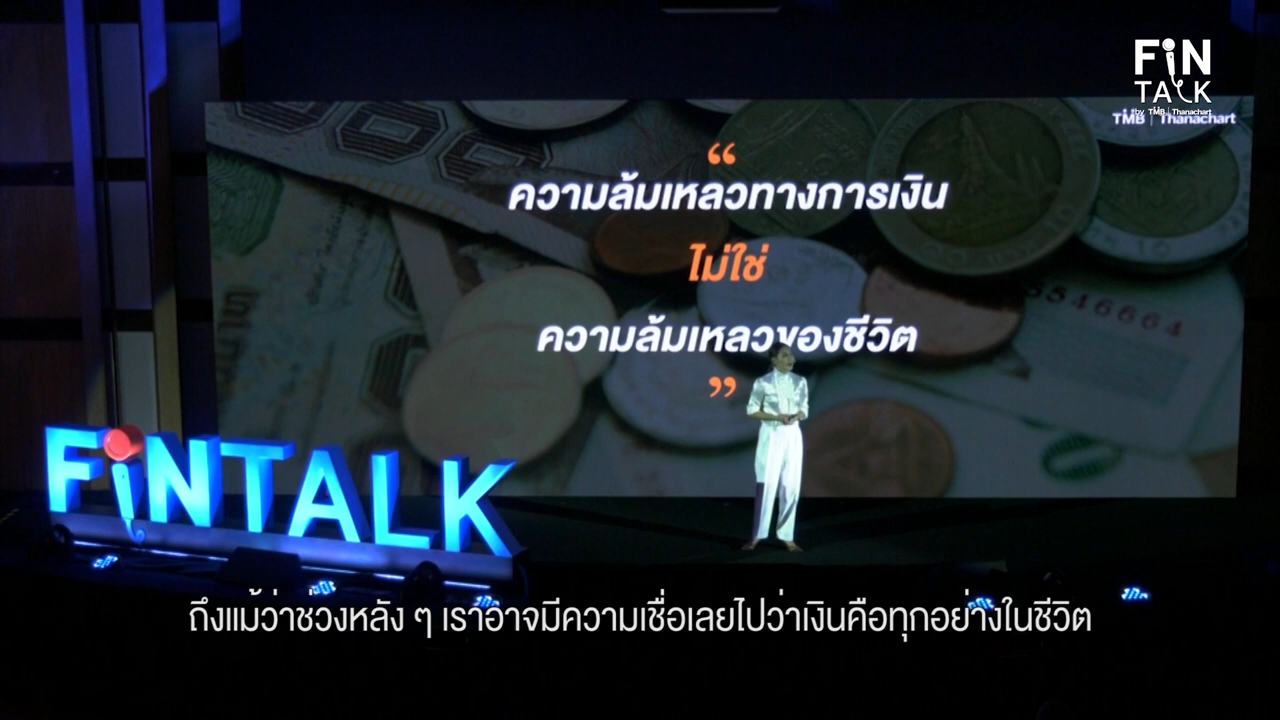 FiN
TALK
by TMB | Thanachart
TMB | Thanachart
“
ความล้มเหลวทางการเงิน
ไม่ใช่
ความล้มเหลวของชีวิต
”
5546664
FiNTALK
ถึงแม้ว่าช่วงหลัง ๆ เราอาจมีความเชื่อเลยไปว่าเงินคือทุกอย่างในชีวิต